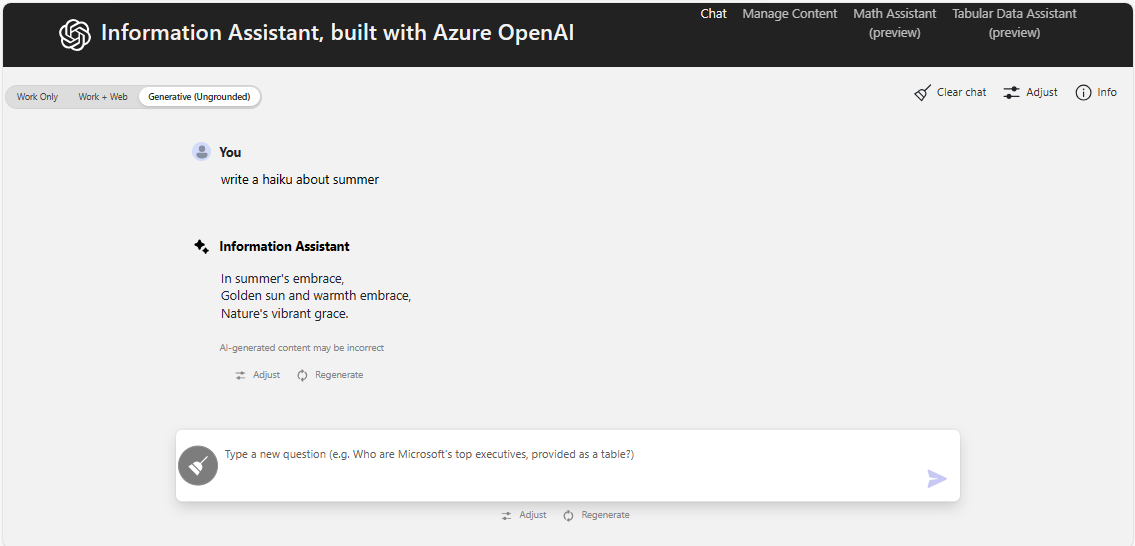 Information Assistant, built with Azure OpenAI
Chat
Manage Content
Math Assistant
(preview)
Tabular Data Assistant
(preview)
Work Only
Work + Web
Generative (Ungrounded)
Clear chat
Adjust
Info
You
write a haiku about summer
Information Assistant
In summer's embrace,
Golden sun and warmth embrace,
Nature's vibrant grace.
AI-generated content may be incorrect
Adjust
Regenerate
Type a new question (e.g. Who are Microsoft's top executives, provided as a table?)
Adjust
Regenerate